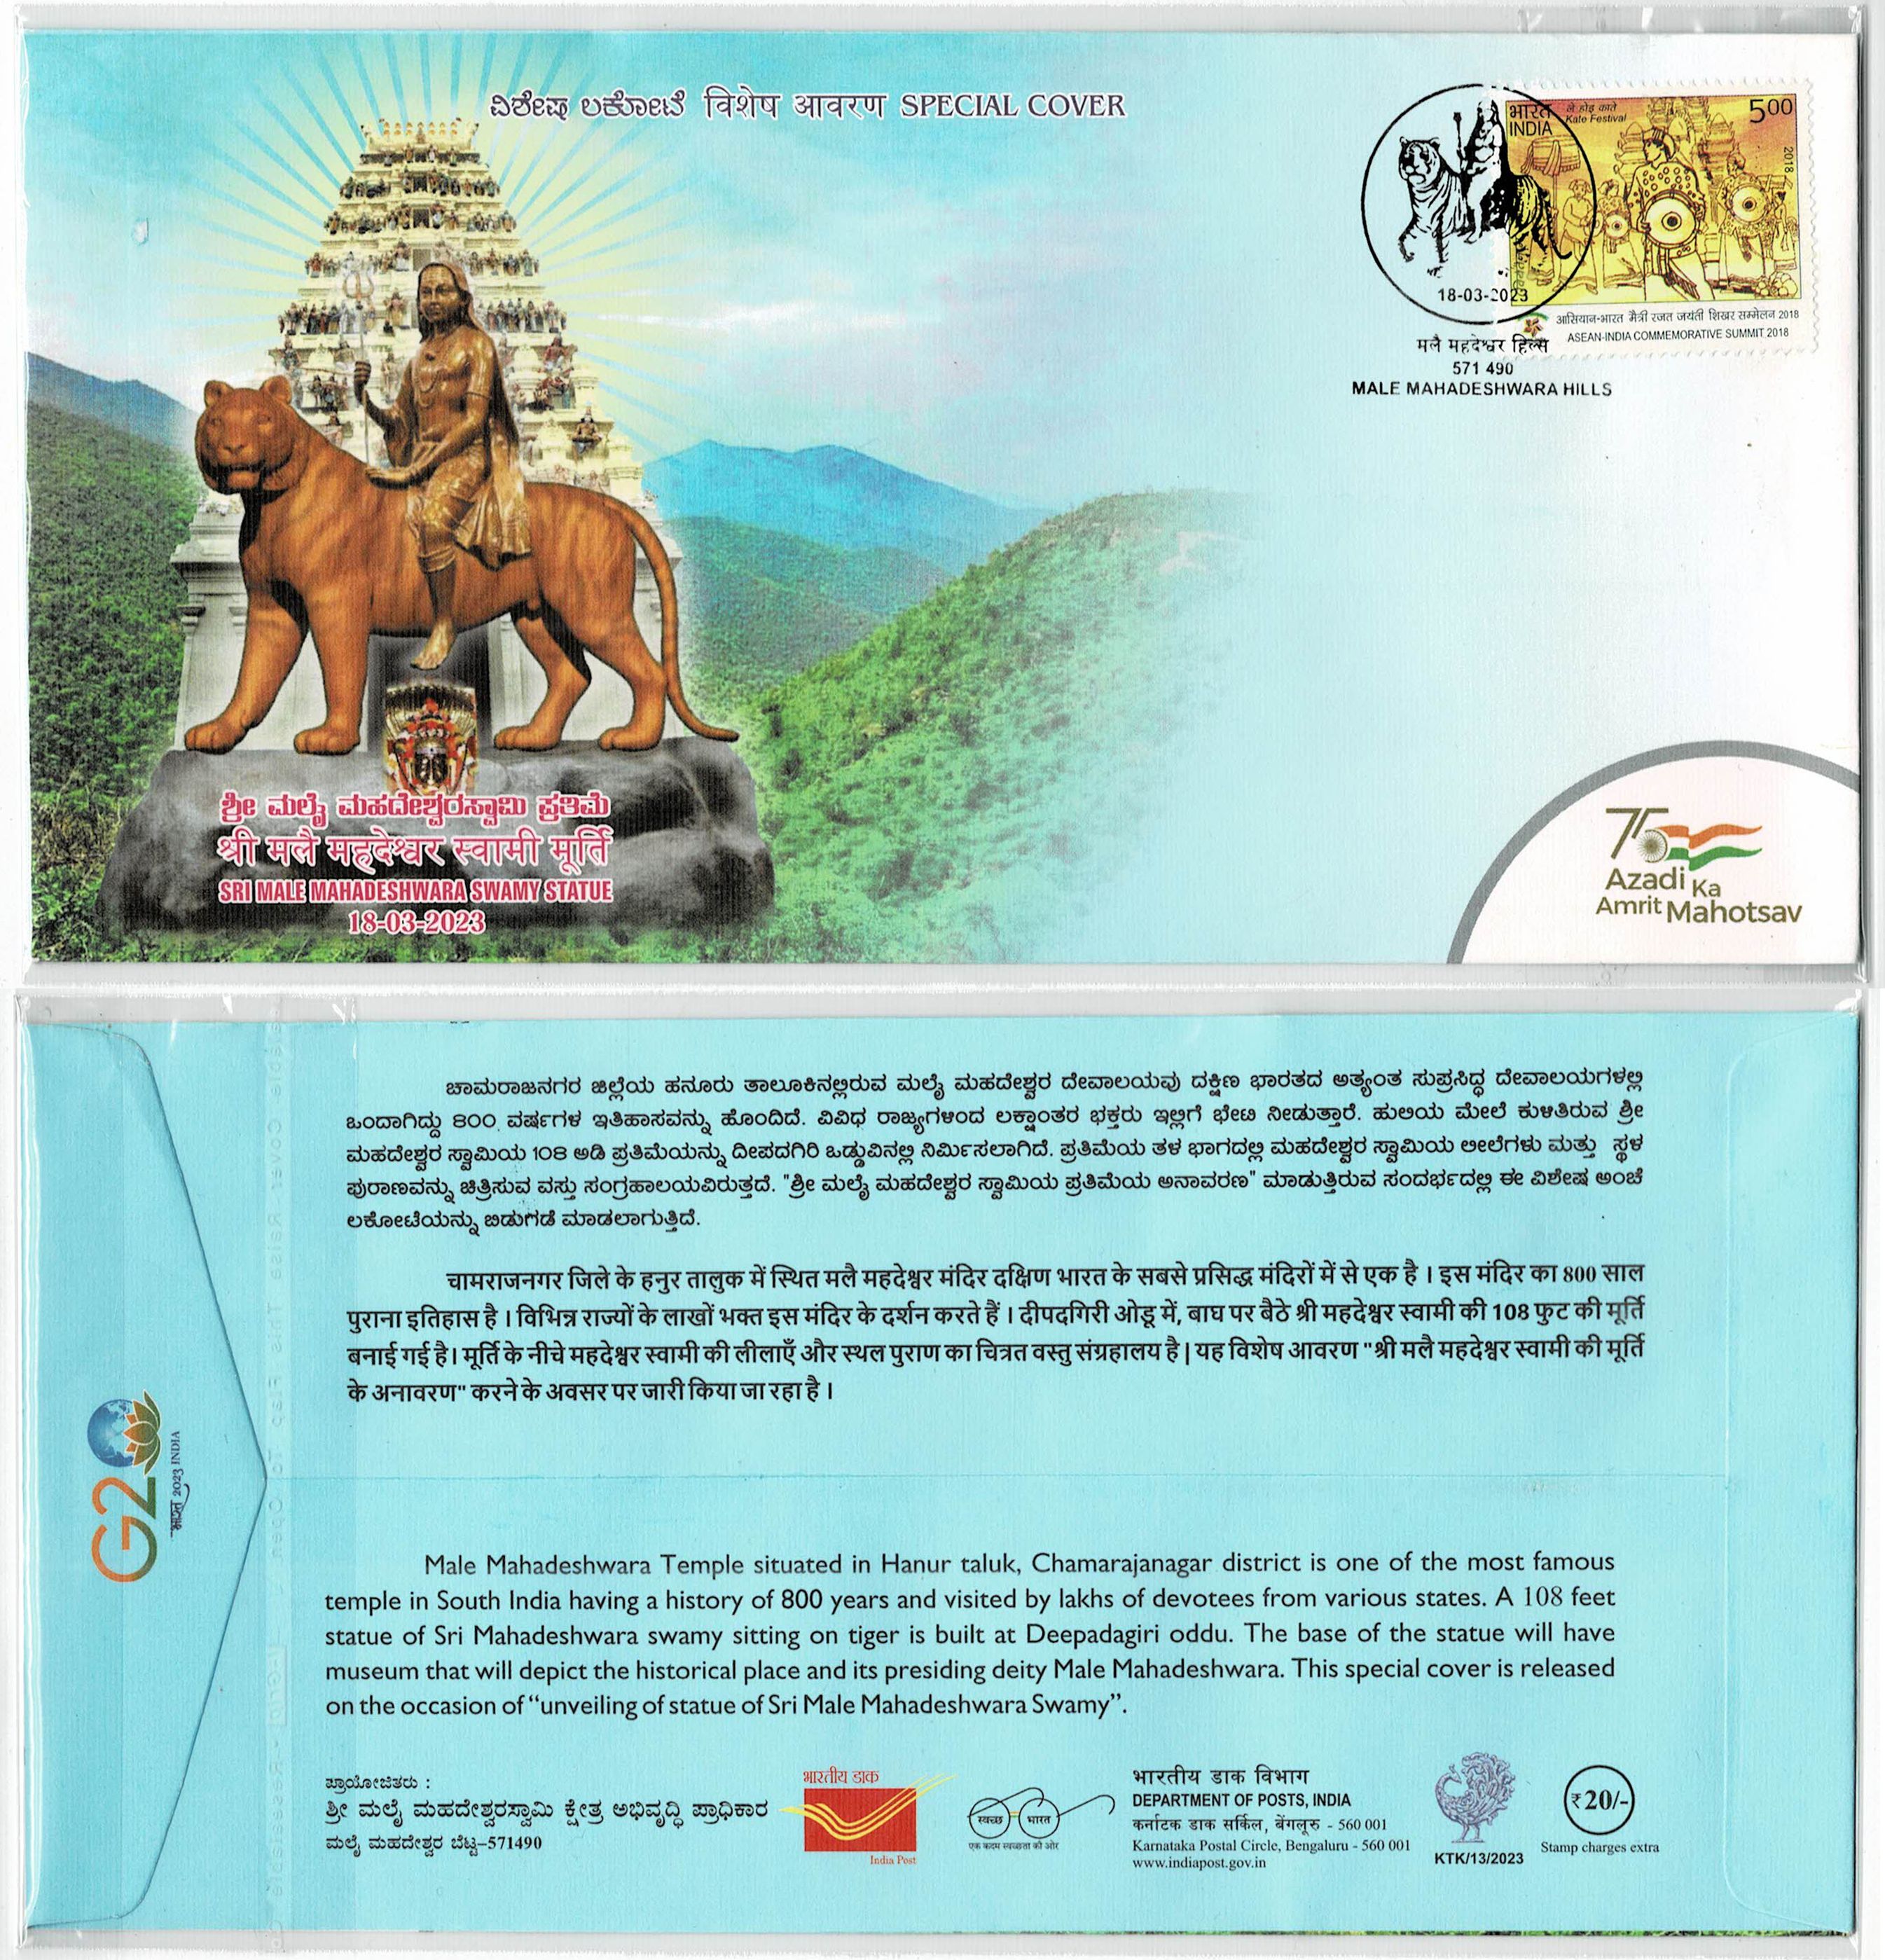 ವಿಶೇಷ ಲಕೋಟೆ विशेष आवरण SPECIAL COVER
भारत
INDIA
ले होह काते
Kate Festival
500
2018
18-03-2023
आसियान-भारत मैत्री रजत जयंती शिखर सम्मेलन 2018
ASEAN-INDIA COMMEMORATIVE SUMMIT 2018
मलै महदेश्वर हिल्स
571 490
MALE MAHADESHWARA HILLS
ಶ್ರೀ ಮಲೈ ಮಹದೇಶ್ವರಸ್ವಾಮಿ ಪ್ರತಿಮೆ
श्री मलै महदेश्वर स्वामी मूर्ति
SRI MALE MAHADESHWARA SWAMY STATUE
18-03-2023
75
Azadi Ka
Amrit Mahotsav
ಚಾಮರಾಜನಗರ ಜಿಲ್ಲೆಯ ಹನೂರು ತಾಲೂಕಿನಲ್ಲಿರುವ ಮಲೈ ಮಹದೇಶ್ವರ ದೇವಾಲಯವು ದಕ್ಷಿಣ ಭಾರತದ ಅತ್ಯಂತ ಸುಪ್ರಸಿದ್ಧ ದೇವಾಲಯಗಳಲ್ಲಿ
ಒಂದಾಗಿದ್ದು 800 ವರ್ಷಗಳ ಇತಿಹಾಸವನ್ನು ಹೊಂದಿದೆ. ವಿವಿಧ ರಾಜ್ಯಗಳಿಂದ ಲಕ್ಷಾಂತರ ಭಕ್ತರು ಇಲ್ಲಿಗೆ ಭೇಟಿ ನೀಡುತ್ತಾರೆ. ಹುಲಿಯ ಮೇಲೆ ಕುಳಿತಿರುವ ಶ್ರೀ
ಮಹದೇಶ್ವರ ಸ್ವಾಮಿಯ 108 ಅಡಿ ಪ್ರತಿಮೆಯನ್ನು ದೀಪದಗಿರಿ ಒಡ್ಡುವಿನಲ್ಲಿ ನಿರ್ಮಿಸಲಾಗಿದೆ. ಪ್ರತಿಮೆಯ ತಳ ಭಾಗದಲ್ಲಿ ಮಹದೇಶ್ವರ ಸ್ವಾಮಿಯ ಲೀಲೆಗಳು ಮತ್ತು ಸ್ಥಳ
ಪುರಾಣವನ್ನು ಚಿತ್ರಿಸುವ ವಸ್ತು ಸಂಗ್ರಹಾಲಯವಿರುತ್ತದೆ. "ಶ್ರೀ ಮಲೈ ಮಹದೇಶ್ವರ ಸ್ವಾಮಿಯ ಪ್ರತಿಮೆಯ ಅನಾವರಣ" ಮಾಡುತ್ತಿರುವ ಸಂದರ್ಭದಲ್ಲಿ ಈ ವಿಶೇಷ ಅಂಚೆ
ಲಕೋಟೆಯನ್ನು ಬಿಡುಗಡೆ ಮಾಡಲಾಗುತ್ತಿದೆ.
चामराजनगर जिले के हनुर तालुक में स्थित मलै महदेश्वर मंदिर दक्षिण भारत के सबसे प्रसिद्ध मंदिरों में से एक है । इस मंदिर का 800 साल
पुराना इतिहास है । विभिन्न राज्यों के लाखों भक्त इस मंदिर के दर्शन करते हैं । दीपदगिरी ओडू में, बाघ पर बैठे श्री महदेश्वर स्वामी की 108 फुट की मूर्ति
बनाई गई है। मूर्ति के नीचे महदेश्वर स्वामी की लीलाएँ और स्थल पुराण का चित्रत वस्तु संग्रहालय है | यह विशेष आवरण "श्री मलै महदेश्वर स्वामी की मूर्ति
के अनावरण" करने के अवसर पर जारी किया जा रहा है ।
G20
भारत 2023 INDIA
Male Mahadeshwara Temple situated in Hanur taluk, Chamarajanagar district is one of the most famous
temple in South India having a history of 800 years and visited by lakhs of devotees from various states. A 108 feet
statue of Sri Mahadeshwara swamy sitting on tiger is built at Deepadagiri oddu. The base of the statue will have
museum that will depict the historical place and its presiding deity Male Mahadeshwara. This special cover is released
on the occasion of “unveiling of statue of Sri Male Mahadeshwara Swamy”.
ಪ್ರಾಯೋಜಿತರು :
ಶ್ರೀ ಮಲೈ ಮಹದೇಶ್ವರಸ್ವಾಮಿ ಕ್ಷೇತ್ರ ಅಭಿವೃದ್ಧಿ ಪ್ರಾಧಿಕಾರ
ಮಲೈ ಮಹದೇಶ್ವರ ಬೆಟ್ಟ-571490
भारतीय डाक
India Post
स्वच्छ भारत
एक कदम स्वच्छता की ओर
भारतीय डाक विभाग
DEPARTMENT OF POSTS, INDIA
कर्नाटक डाक सर्किल, बेंगलूरु - 560 001
Karnataka Postal Circle, Bengaluru - 560 001
www.indiapost.gov.in
KTK/13/2023
₹20/-
Stamp charges extra